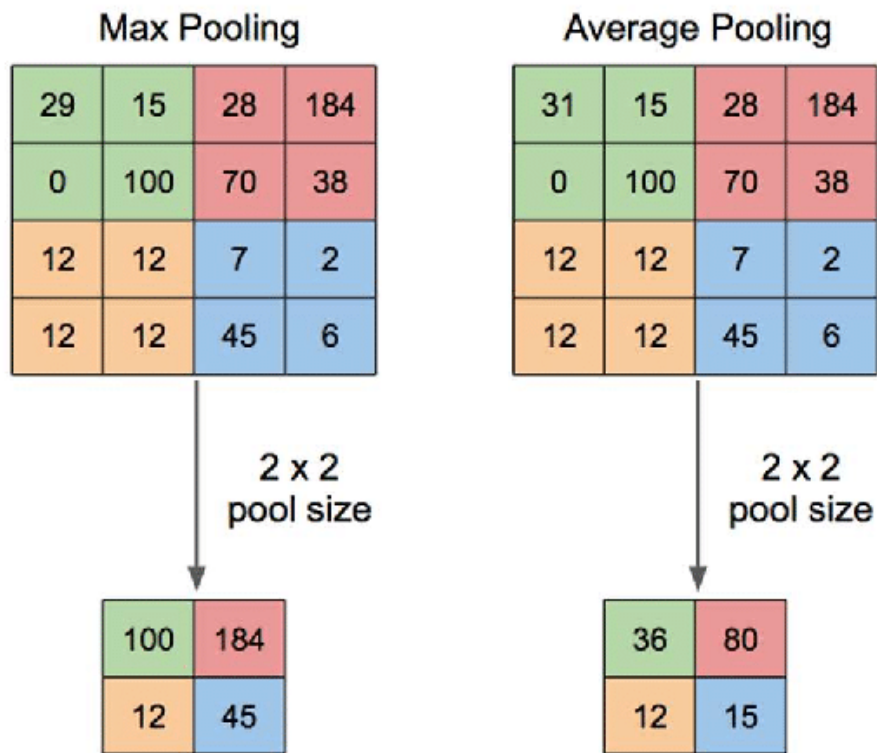 Max Pooling
29 15 28 184
0 100 70 38
12 12 7 2
12 12 45 6
2 x 2
pool size
100 184
12 45
Average Pooling
31 15 28 184
0 100 70 38
12 12 7 2
12 12 45 6
2 x 2
pool size
36 80
12 15